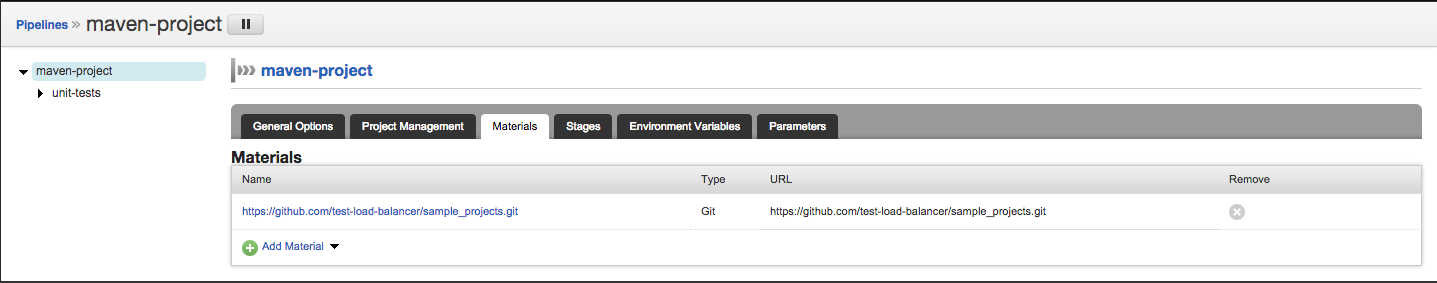 Pipelines » maven-project
maven-project
unit-tests
maven-project
General Options Project Management Materials Stages Environment Variables Parameters
Materials
Name Type URL Remove
https://github.com/test-load-balancer/sample_projects.git Git https://github.com/test-load-balancer/sample_projects.git
Add Material